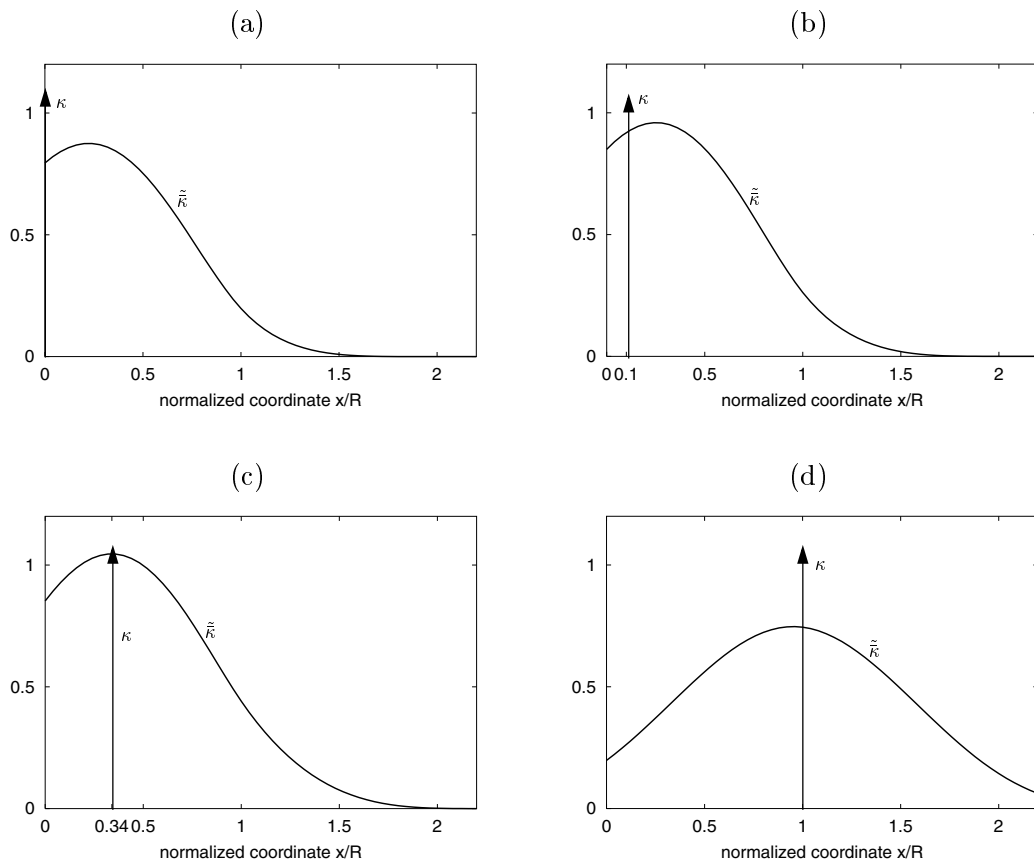 (a)
(b)
1
κ
κ̃̄
0.5
0
0 0.5 1 1.5 2
normalized coordinate x/R
1
κ
κ̃̄
0.5
0
0 0.1 0.5 1 1.5 2
normalized coordinate x/R
(c)
(d)
1
κ
κ̃̄
0.5
0
0 0.34 0.5 1 1.5 2
normalized coordinate x/R
1
κ
κ̃̄
0.5
0
0 0.5 1 1.5 2
normalized coordinate x/R